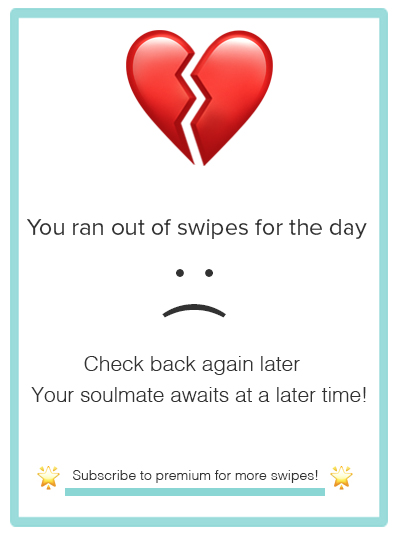 You ran out of swipes for the day
Check back again later
Your soulmate awaits at a later time!
Subscribe to premium for more swipes!